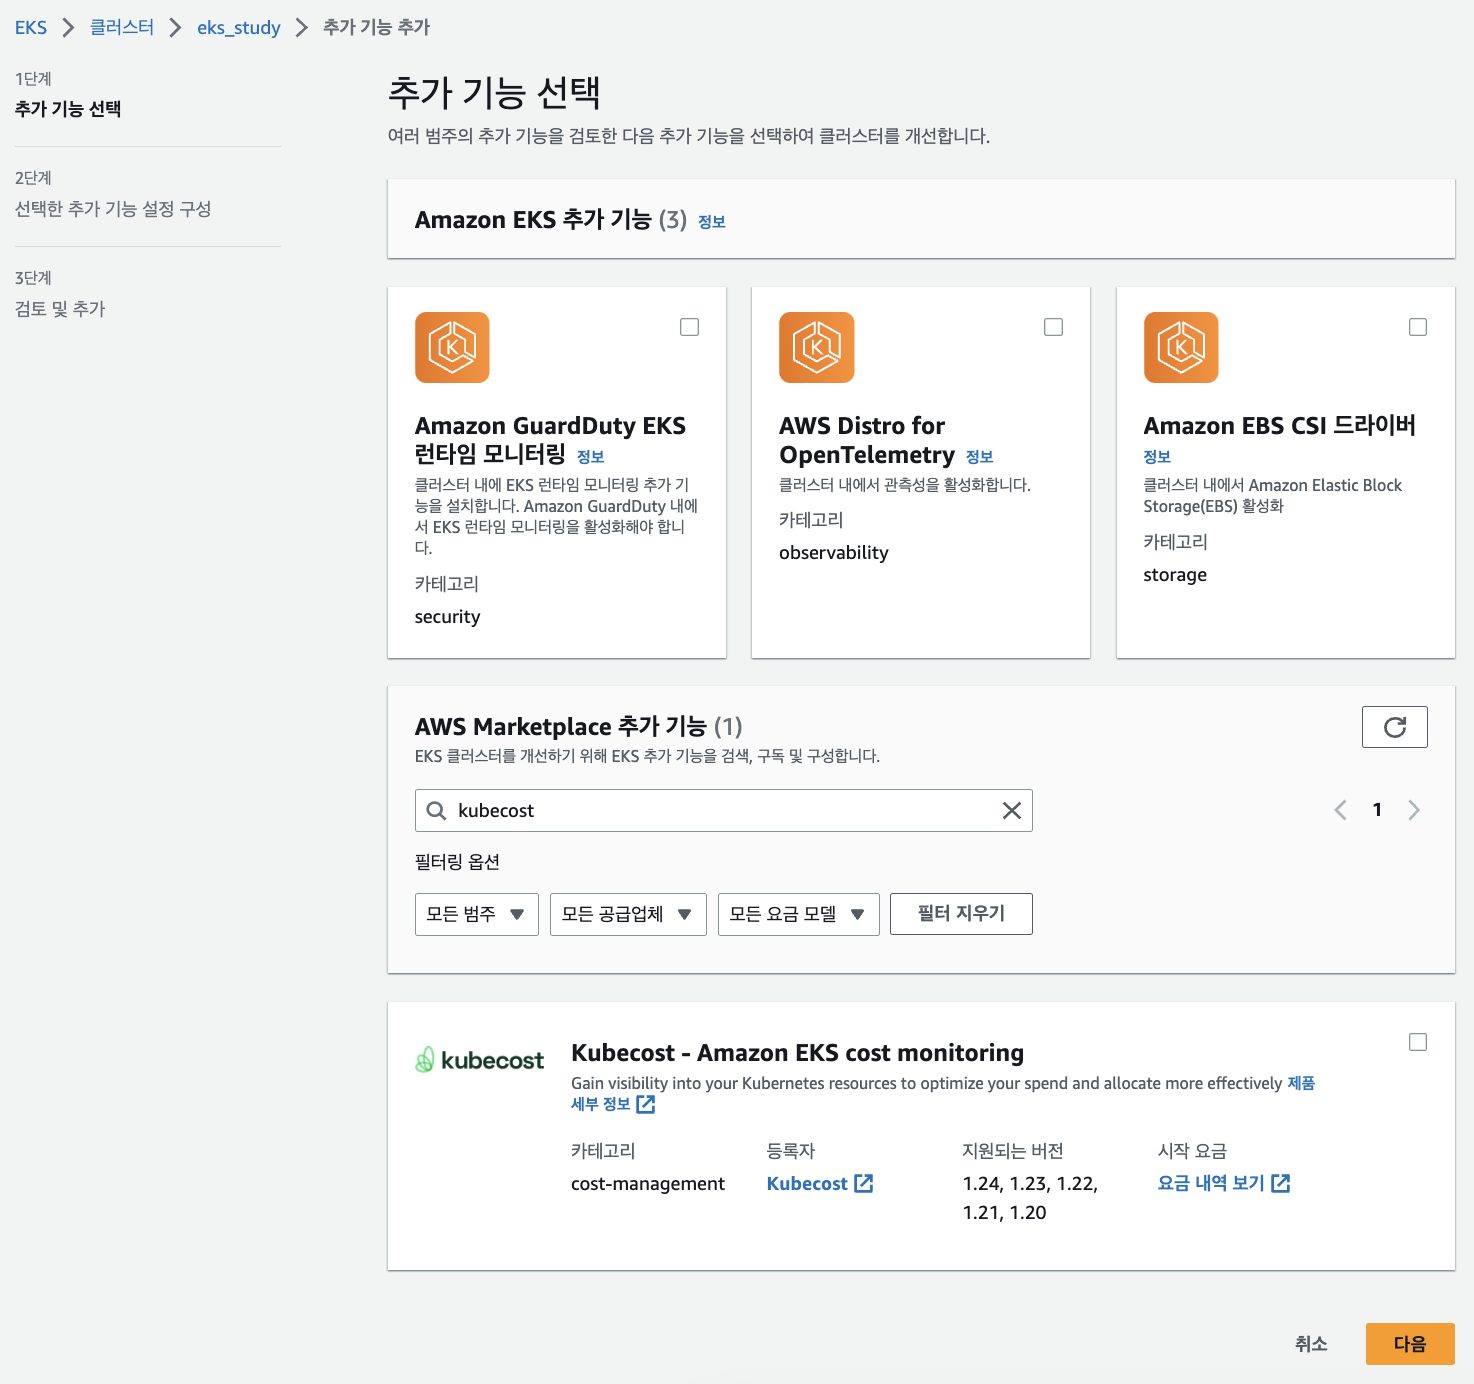 EKS > 클러스터 > eks_study > 추가 기능 추가
1단계
추가 기능 선택
2단계
선택한 추가 기능 설정 구성
3단계
검토 및 추가
추가 기능 선택
여러 범주의 추가 기능을 검토한 다음 추가 기능을 선택하여 클러스터를 개선합니다.
Amazon EKS 추가 기능 (3) 정보
Amazon GuardDuty EKS
런타임 모니터링 정보
클러스터 내에 EKS 런타임 모니터링 추가 기
능을 설치합니다. Amazon GuardDuty 내에
서 EKS 런타임 모니터링을 활성화해야 합니
다.
카테고리
security
AWS Distro for
OpenTelemetry 정보
클러스터 내에서 관측성을 활성화합니다.
카테고리
observability
Amazon EBS CSI 드라이버
정보
클러스터 내에서 Amazon Elastic Block
Storage(EBS) 활성화
카테고리
storage
AWS Marketplace 추가 기능 (1)
EKS 클러스터를 개선하기 위해 EKS 추가 기능을 검색, 구독 및 구성합니다.
kubecost
1
필터링 옵션
모든 범주
모든 공급업체
모든 요금 모델
필터 지우기
kubecost
Kubecost - Amazon EKS cost monitoring
Gain visibility into your Kubernetes resources to optimize your spend and allocate more effectively 제품
세부 정보
카테고리
cost-management
등록자
Kubecost
지원되는 버전
1.24, 1.23, 1.22,
1.21, 1.20
시작 요금
요금 내역 보기
취소
다음